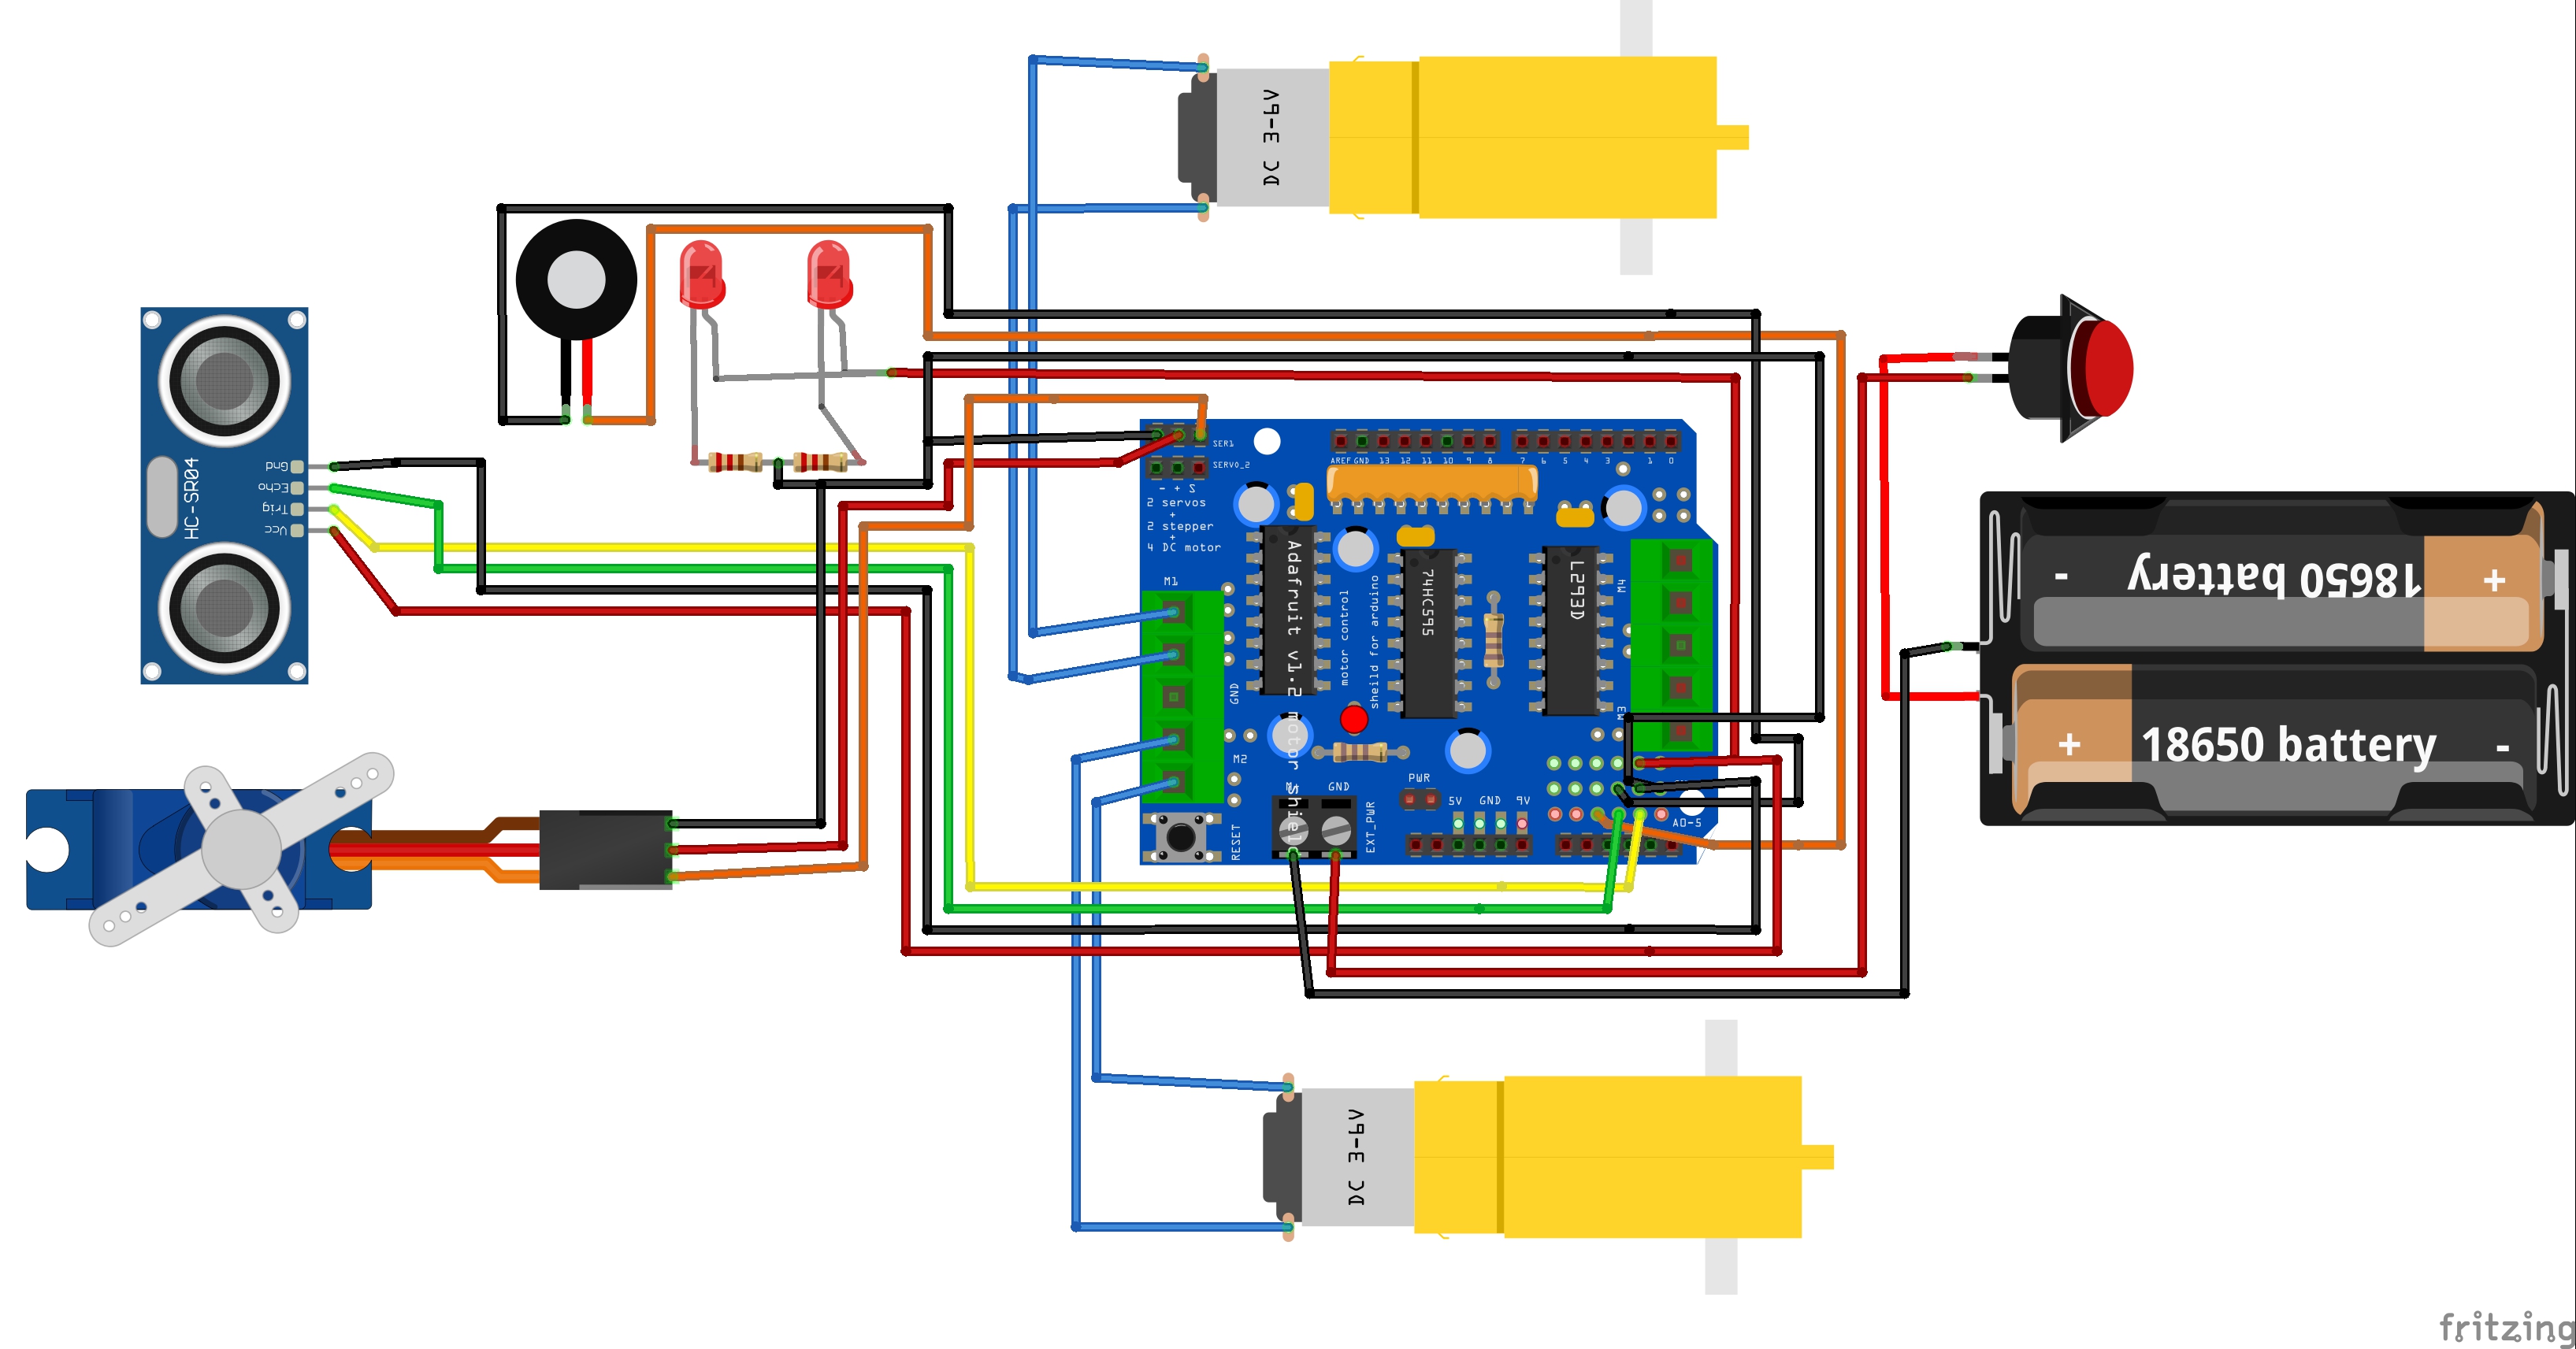 DC 3-6V
HC-SR04
Gnd
Echo
Trig
Vcc
SER1
SERVO_2
- + S
2 servos
+
2 stepper
+
4 DC motor
AREF GND 13 12 11 10 9 8
7 6 5 4 3 1 0
M1
GND
M2
RESET
Adafruit v1.2 motor shiel
motor control
sheild for arduino
74HC595
L293D
M4
M3
GND
EXT_PWR
PWR
5V GND 9V
A0-5
18650 battery
- +
18650 battery
+ -
DC 3-6V
fritzing